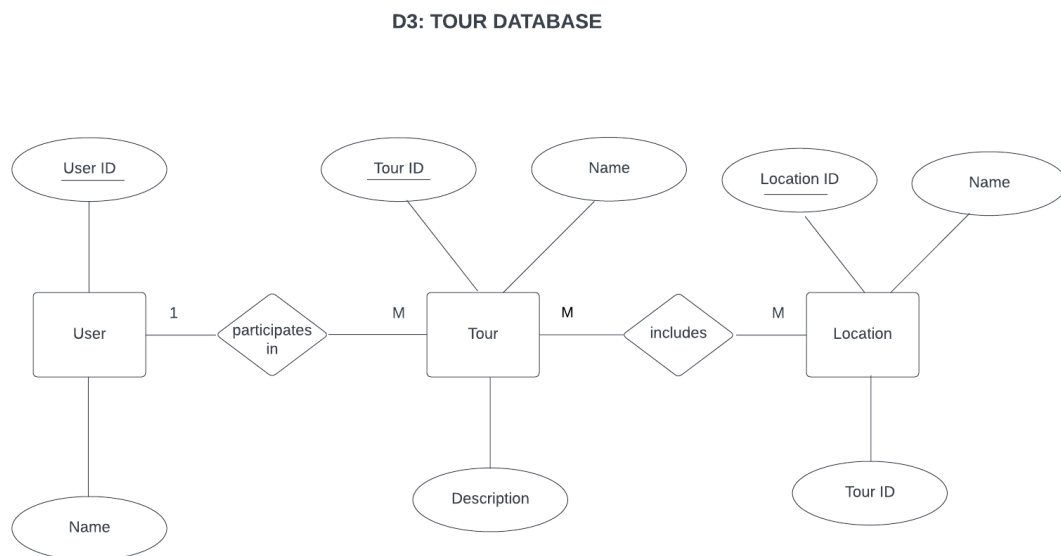 D3: TOUR DATABASE
User ID
Tour ID
Name
Location ID
Name
User
1
participates
in
M
Tour
M
includes
M
Location
Name
Description
Tour ID